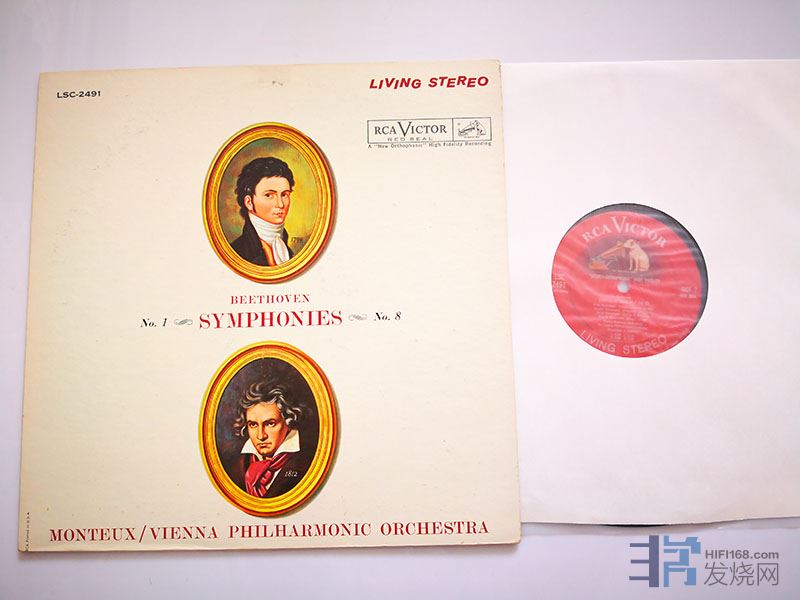 LSC-2491
LIVING STEREO
RCA VICTOR
RED SEAL
A "New Orthophonic" High Fidelity Recording
BEETHOVEN
No. 1 SYMPHONIES No. 8
1812
MONTEUX/VIENNA PHILHARMONIC ORCHESTRA
RCA VICTOR
LIVING STEREO
HIFI168.com
发烧网